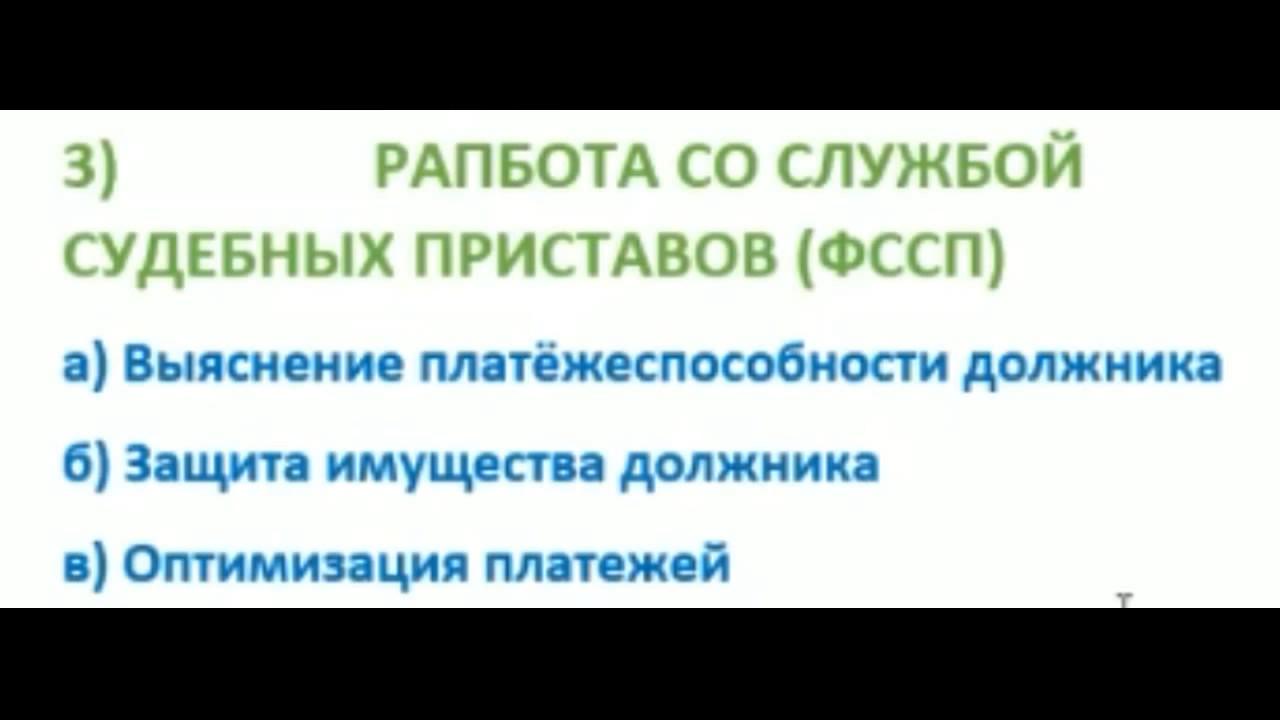 3) РАПБОТА СО СЛУЖБОЙ
СУДЕБНЫХ ПРИСТАВОВ (ФССП)
а) Выяснение платёжеспособности должника
б) Защита имущества должника
в) Оптимизация платежей